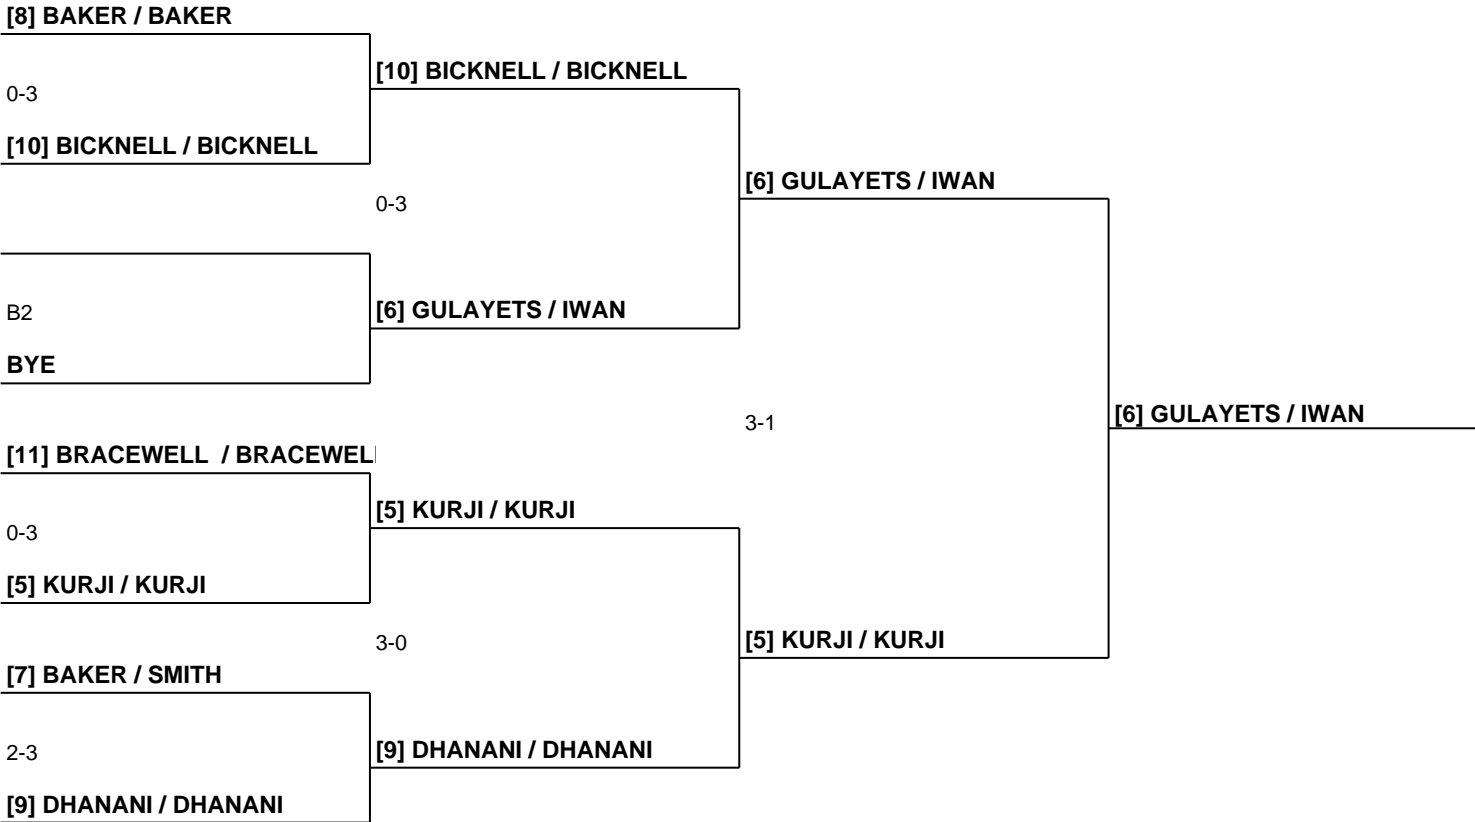 [8] BAKER / BAKER
0-3
[10] BICKNELL / BICKNELL
B2
BYE
[11] BRACEWELL / BRACEWEL
0-3
[5] KURJI / KURJI
[7] BAKER / SMITH
2-3
[9] DHANANI / DHANANI
[10] BICKNELL / BICKNELL
0-3
[6] GULAYETS / IWAN
[5] KURJI / KURJI
3-0
[9] DHANANI / DHANANI
[6] GULAYETS / IWAN
3-1
[5] KURJI / KURJI
[6] GULAYETS / IWAN